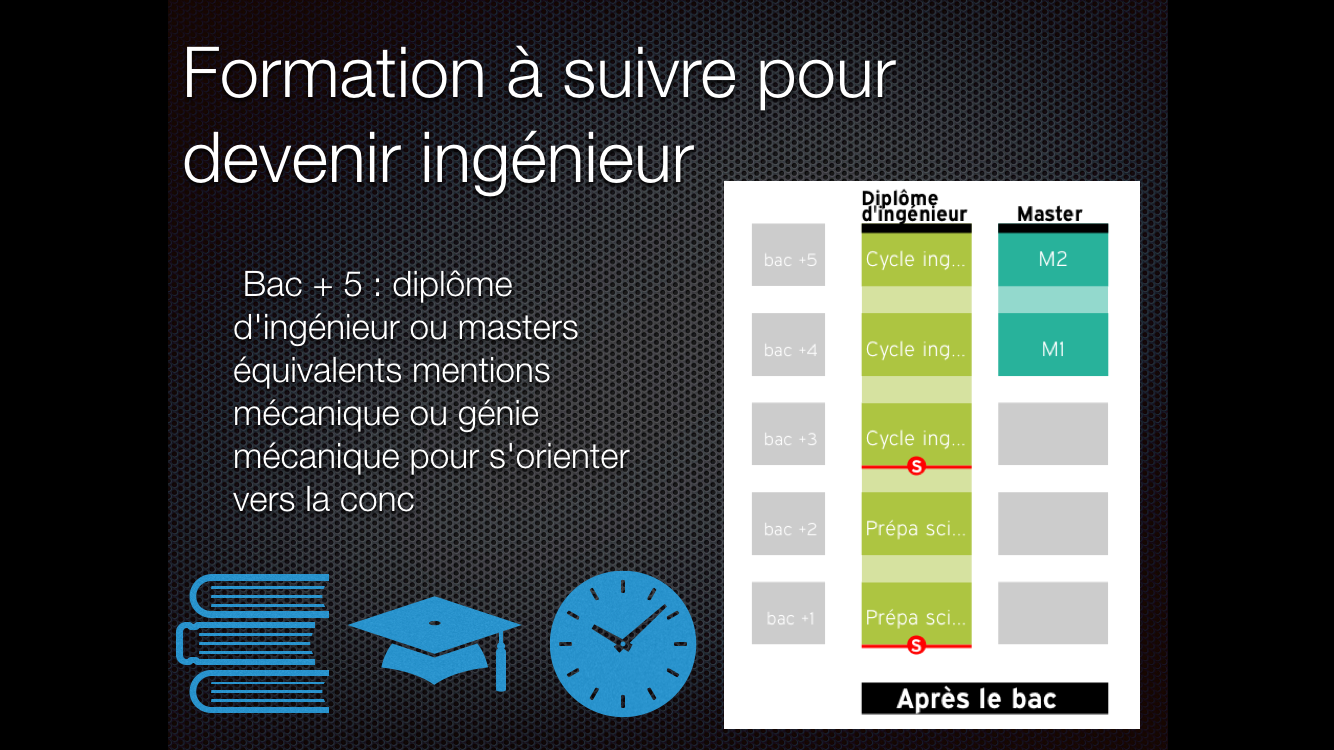 Formation à suivre pour
devenir ingénieur
Bac + 5 : diplôme
d'ingénieur ou masters
équivalents mentions
mécanique ou génie
mécanique pour s'orienter
vers la conc
Diplôme
d'ingénieur
Master
bac +5
Cycle ing...
M2
bac +4
Cycle ing...
M1
bac +3
Cycle ing...
S
bac +2
Prépa sci...
bac +1
Prépa sci...
S
Après le bac